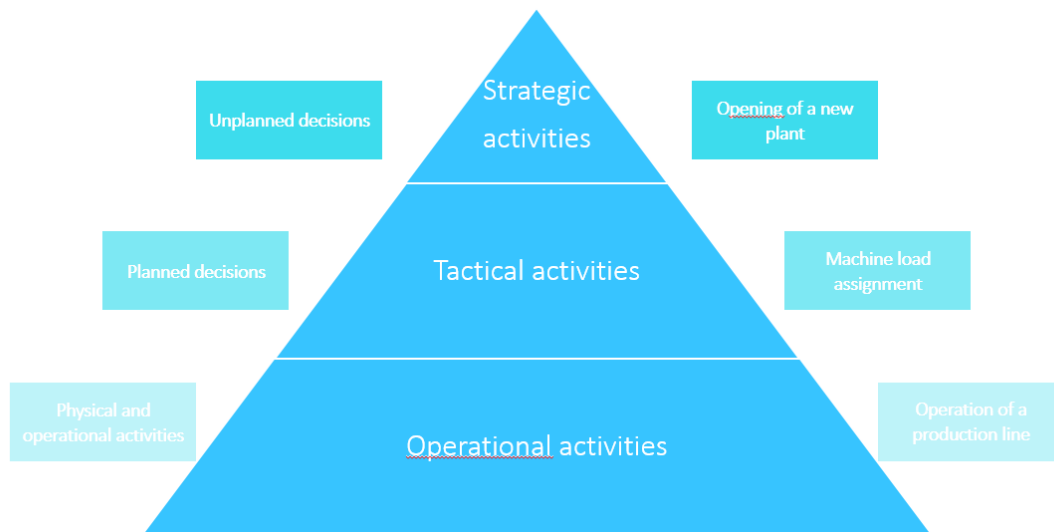 Strategic
activities
Unplanned decisions
Opening of a new
plant
Tactical activities
Planned decisions
Machine load
assignment
Operational activities
Physical and
operational activities
Operation of a
production line